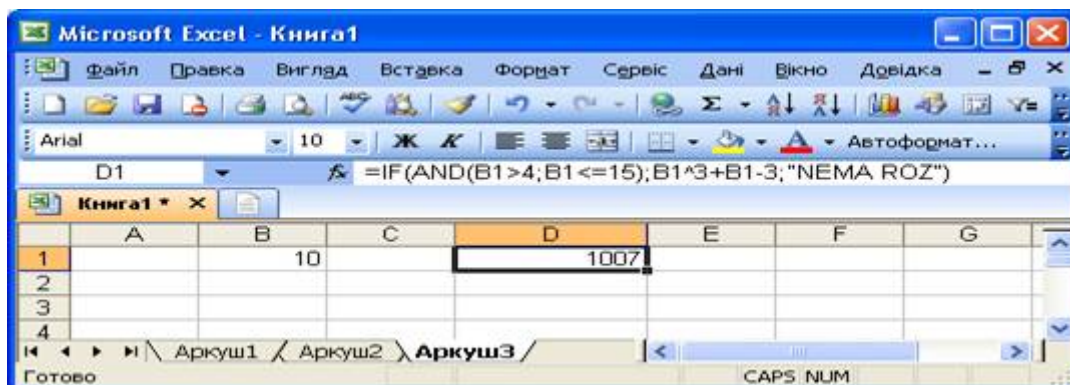 Microsoft Excel - Книга1
Файл Правка Вигляд Вставка Формат Сервіс Дані Вікно Довідка
Arial 10 Ж К Автоформат...
D1 fx =IF(AND(B1>4;B1<=15);B1^3+B1-3;"NEMA ROZ")
Книга1 *
A B C D E F G
1 10 1007
2
3
4
Аркуш1 Аркуш2 Аркуш3
Готово CAPS NUM